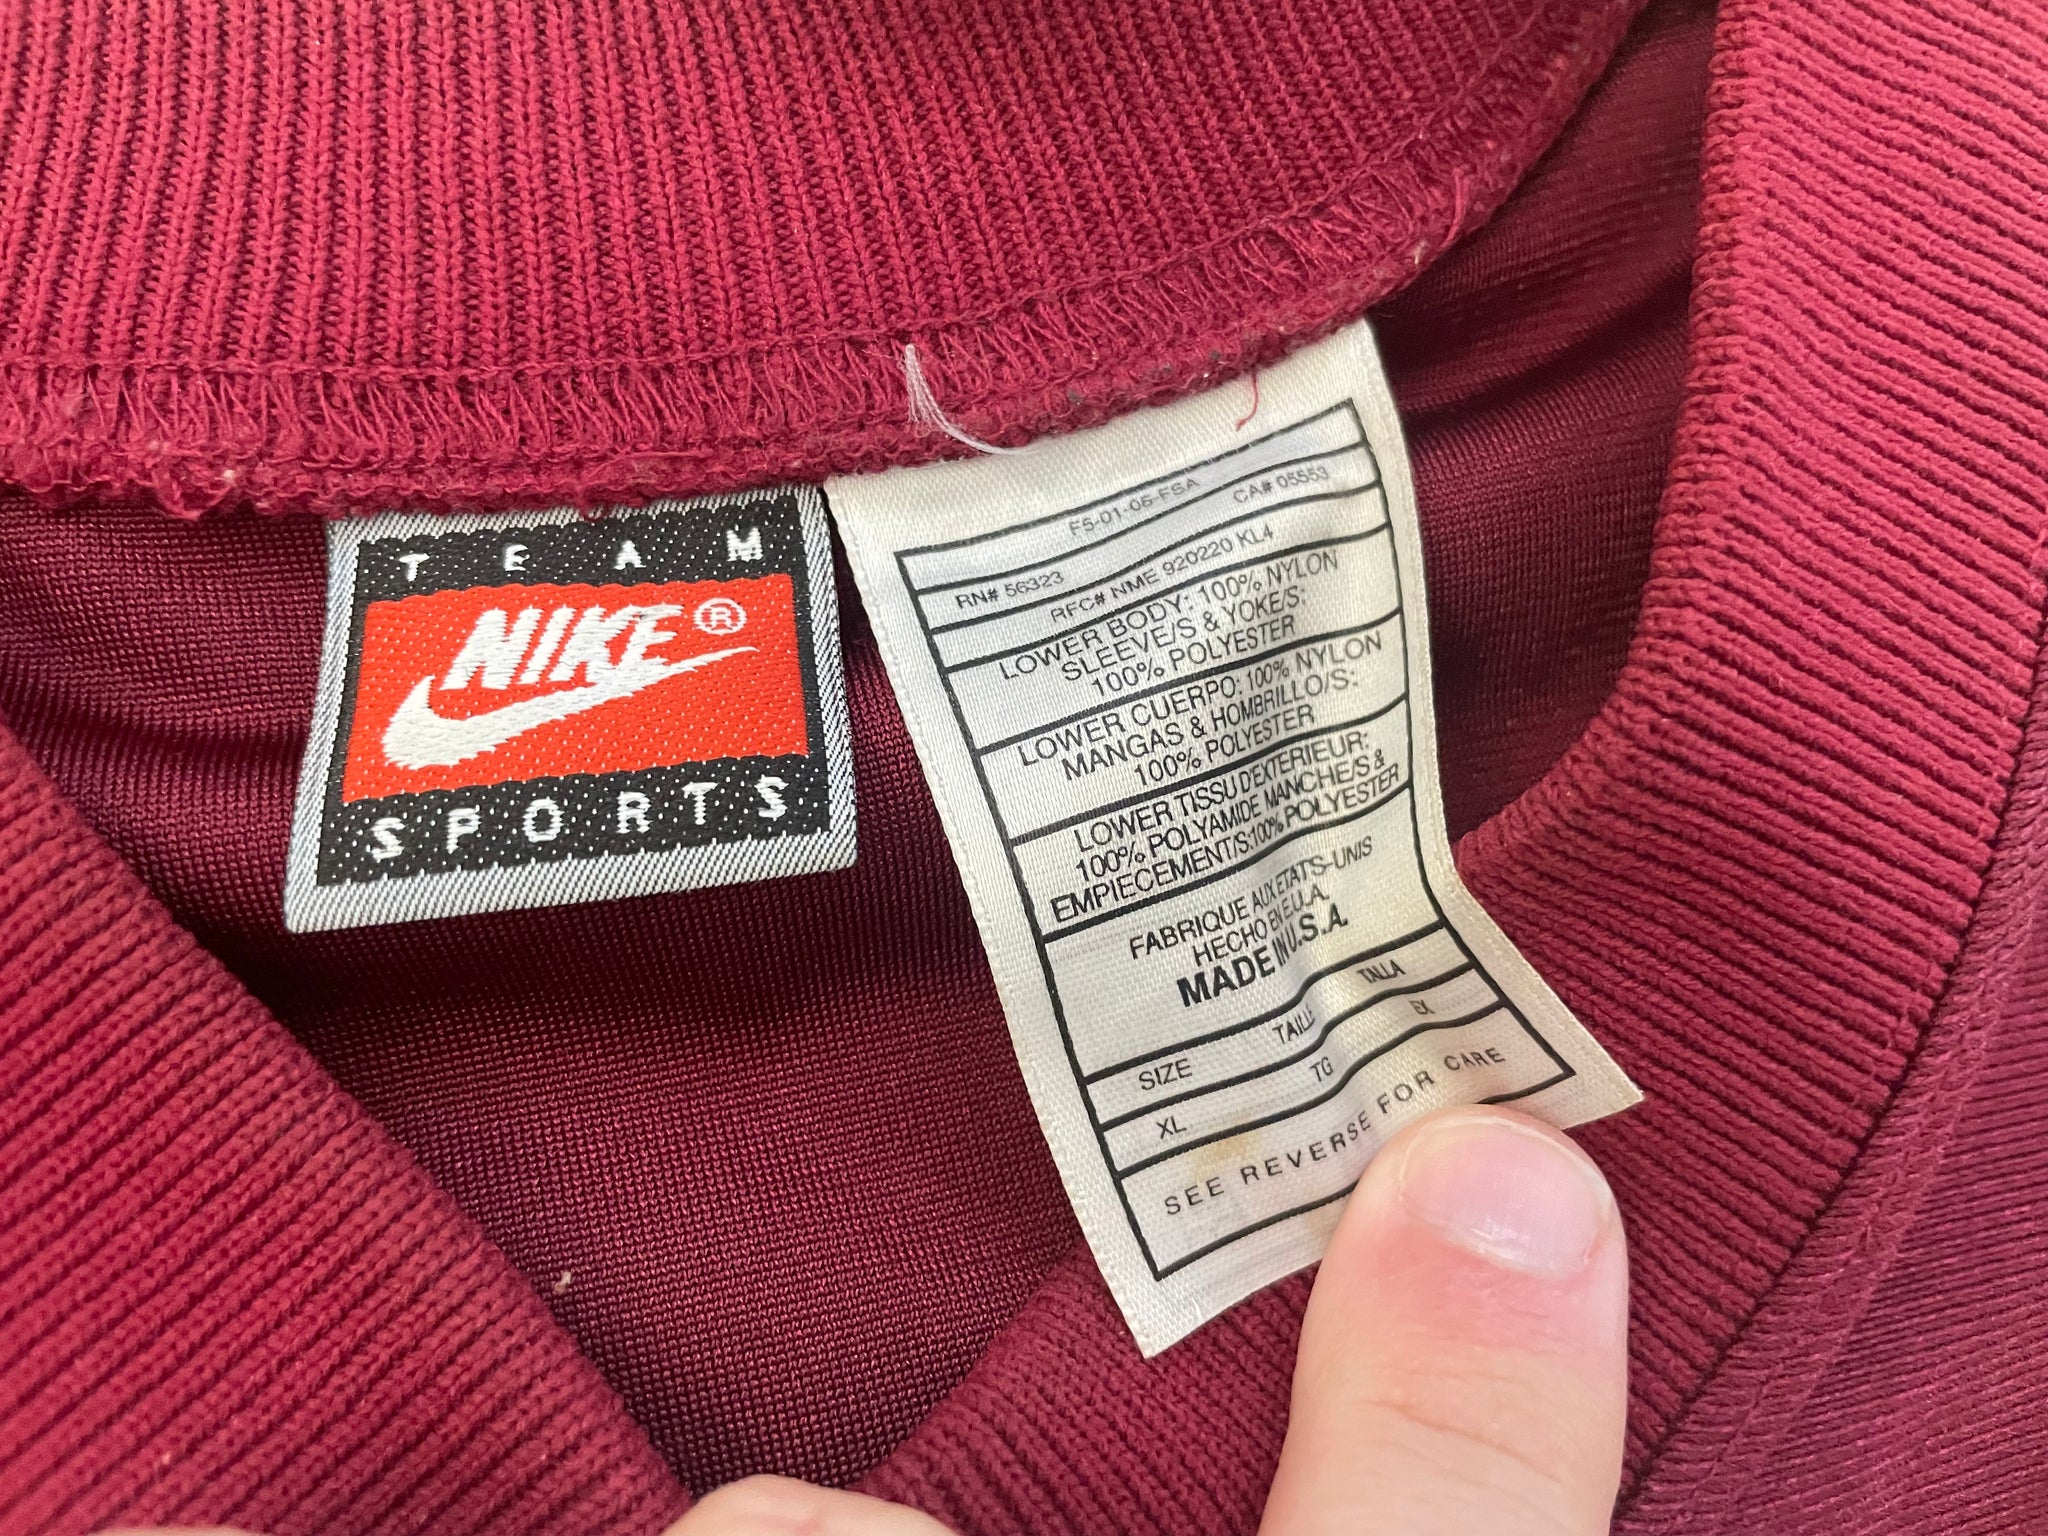 TEAM
NIKE®
SPORTS
F5-01-06-FSA
RN# 56323 CA# 05553
RFC# NME 920220 KL4
LOWER BODY: 100% NYLON
SLEEVE/S & YOKE/S:
100% POLYESTER
LOWER CUERPO: 100% NYLON
MANGAS & HOMBRILLO/S:
100% POLYESTER
LOWER TISSU D'EXTERIEUR:
100% POLYAMIDE MANCHE/S &
EMPIECEMENT/S:100% POLYESTER
FABRIQUE AUX ETATS-UNIS
HECHO EN E.U.A.
MADE IN U.S.A.
SIZE TAILLE TALLA
XL TG EX
SEE REVERSE FOR CARE